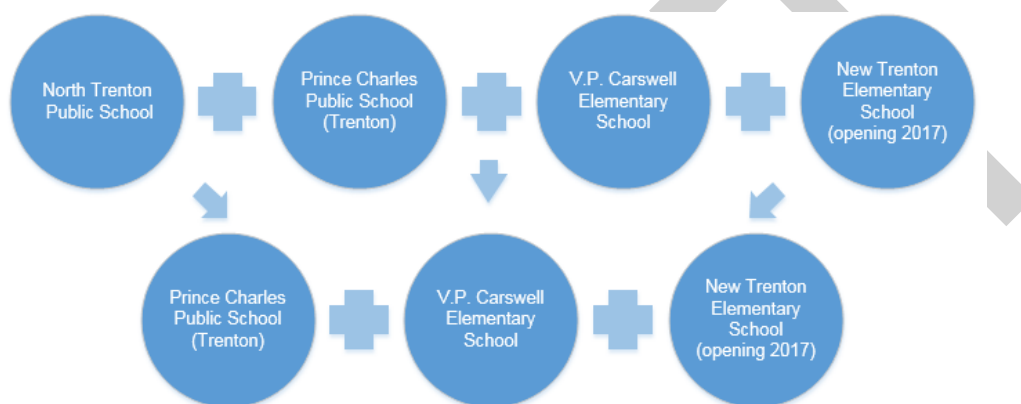 North Trenton
Public School
Prince Charles
Public School
(Trenton)
V.P. Carswell
Elementary
School
New Trenton
Elementary
School
(opening 2017)
Prince Charles
Public School
(Trenton)
V.P. Carswell
Elementary
School
New Trenton
Elementary
School
(opening 2017)